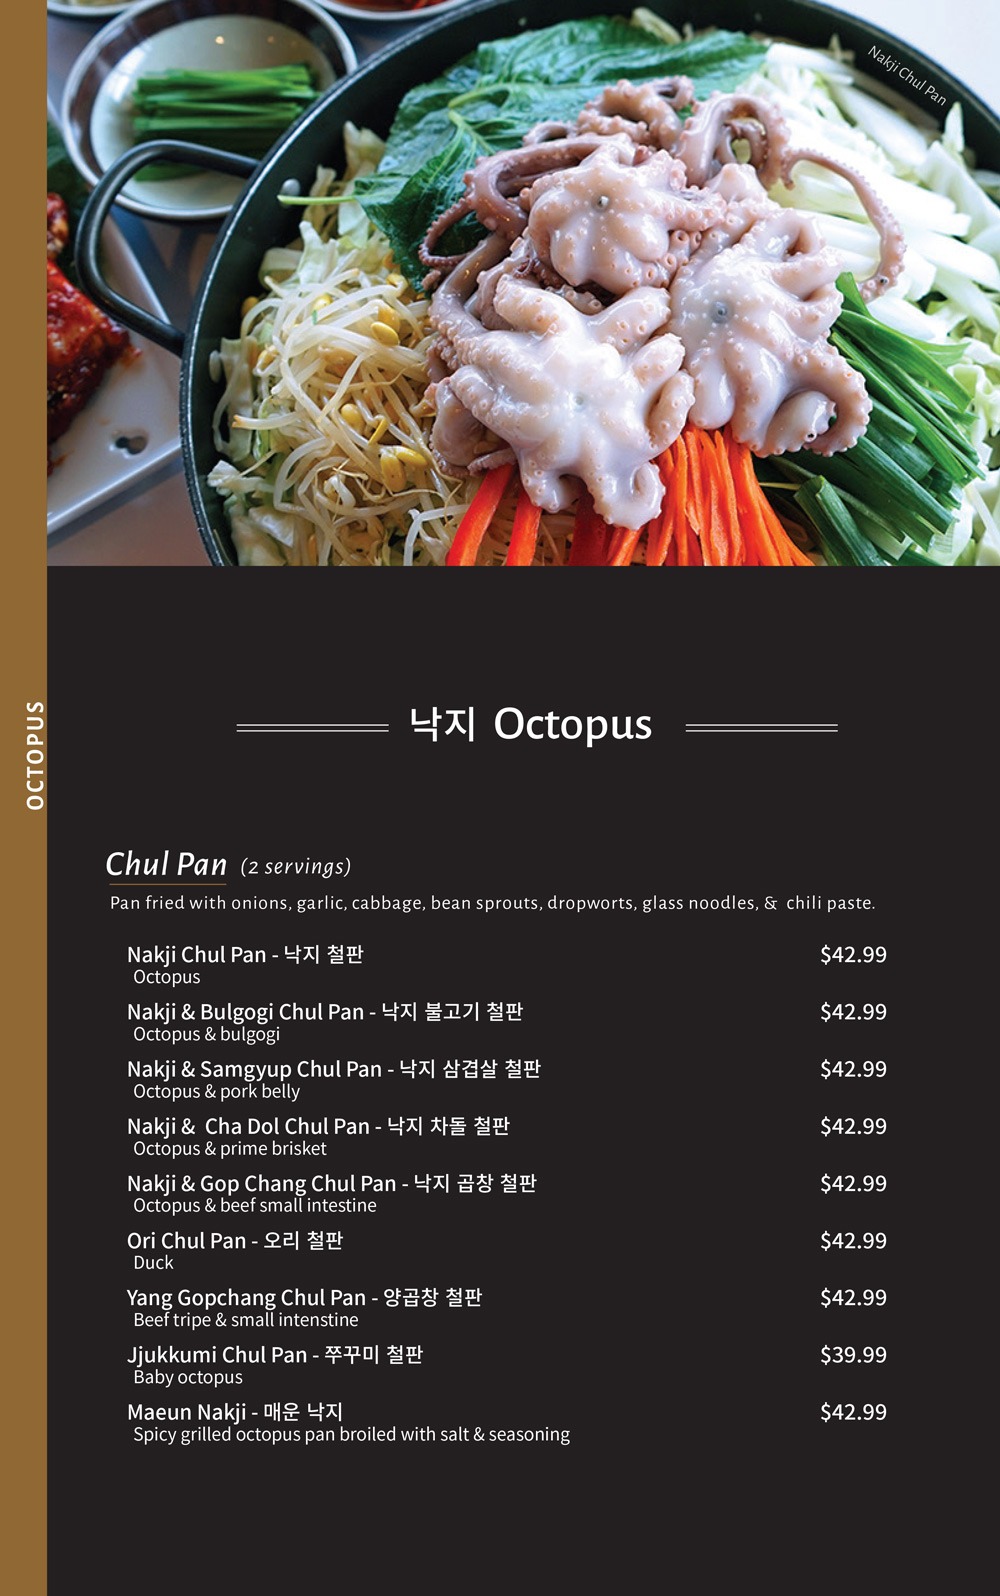 Nakji Chul Pan
OCTOPUS
낙지 Octopus
Chul Pan (2 servings)
Pan fried with onions, garlic, cabbage, bean sprouts, dropworts, glass noodles, & chili paste.
Nakji Chul Pan - 낙지 철판 $42.99
Octopus
Nakji & Bulgogi Chul Pan - 낙지 불고기 철판 $42.99
Octopus & bulgogi
Nakji & Samgyup Chul Pan - 낙지 삼겹살 철판 $42.99
Octopus & pork belly
Nakji & Cha Dol Chul Pan - 낙지 차돌 철판 $42.99
Octopus & prime brisket
Nakji & Gop Chang Chul Pan - 낙지 곱창 철판 $42.99
Octopus & beef small intestine
Ori Chul Pan - 오리 철판 $42.99
Duck
Yang Gopchang Chul Pan - 양곱창 철판 $42.99
Beef tripe & small intenstine
Jjukkumi Chul Pan - 쭈꾸미 철판 $39.99
Baby octopus
Maeun Nakji - 매운 낙지 $42.99
Spicy grilled octopus pan broiled with salt & seasoning